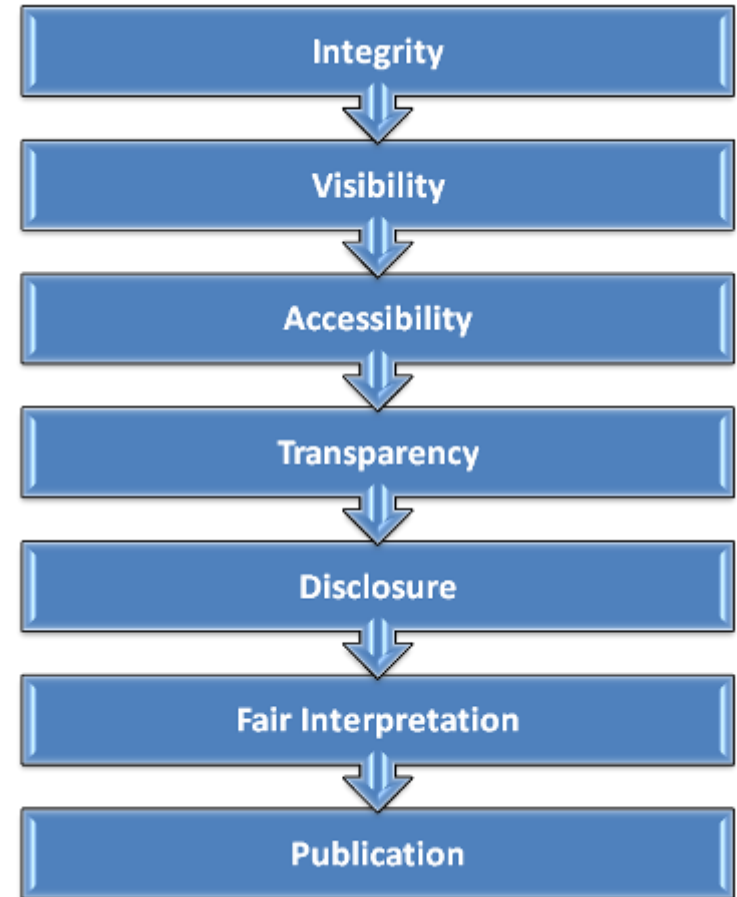 Integrity
Visibility
Accessibility
Transparency
Disclosure
Fair Interpretation
Publication